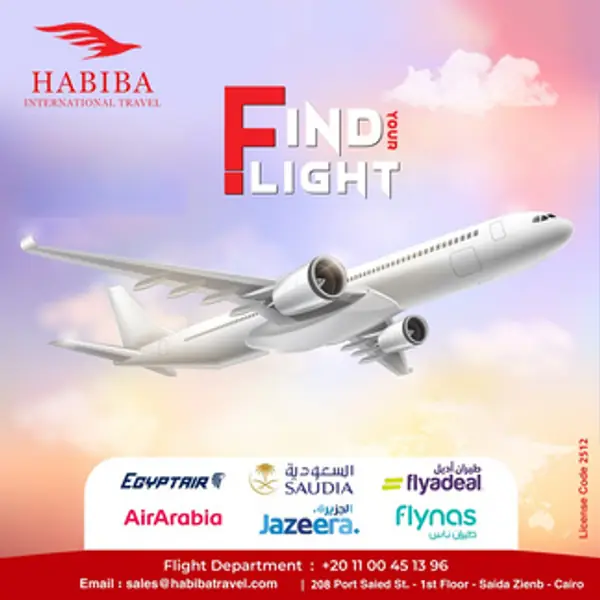 HABIBA
INTERNATIONAL TRAVEL
FIND
YOUR
FLIGHT
EGYPTAIR
السعودية
SAUDIA
طيران أديل
flyadeal
AirArabia
الجزيرة
Jazeera.
flynas
طيران ناس
License Code 2512
Flight Department : +20 11 00 45 13 96
Email : sales@habibatravel.com | 208 Port Saied St. - 1st Floor - Saida Zienb - Cairo